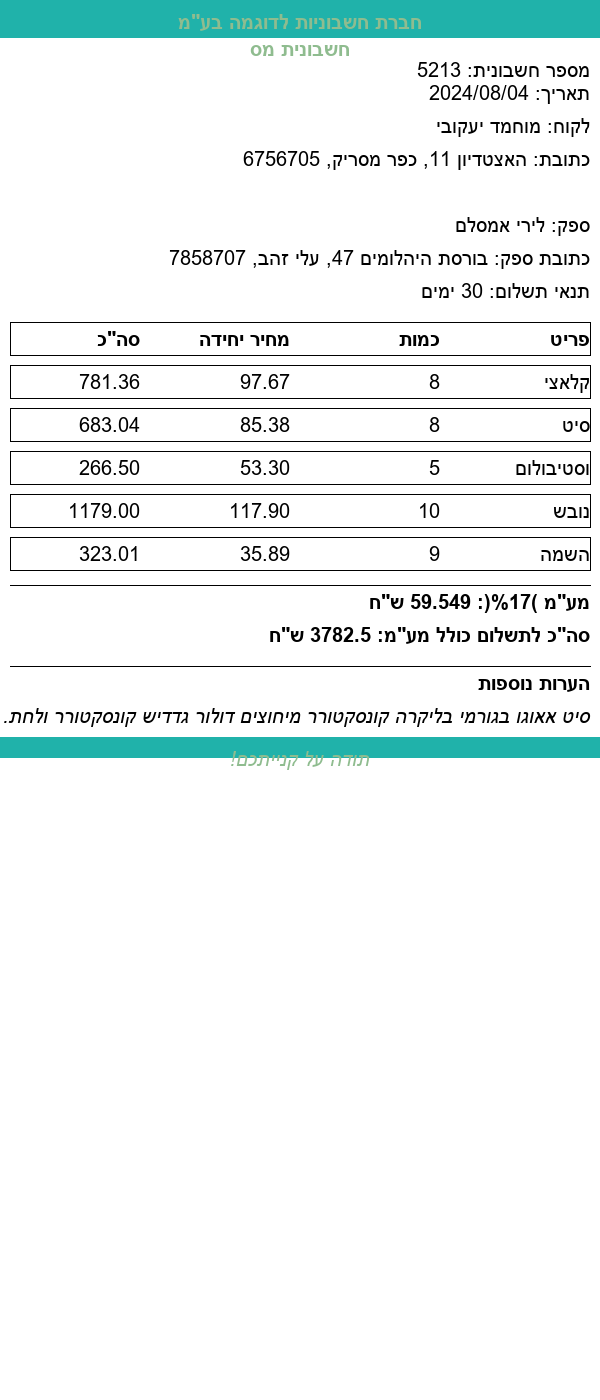 חברת חשבוניות לדוגמה בע"מ
חשבונית מס
מספר חשבונית: 5213
תאריך: 2024/08/04
לקוח: מוחמד יעקובי
כתובת: האצטדיון 11, כפר מסריק, 6756705
ספק: לירי אמסלם
כתובת ספק: בורסת היהלומים 47, עלי זהב, 7858707
תנאי תשלום: 30 ימים
פריט כמות מחיר יחידה סה"כ
קלאצי 8 97.67 781.36
סיט 8 85.38 683.04
וסטיבולום 5 53.30 266.50
נובש 10 117.90 1179.00
השמה 9 35.89 323.01
מע"מ )17%(: 59.549 ש"ח
סה"כ לתשלום כולל מע"מ: 3782.5 ש"ח
הערות נוספות
סיט אאוגו בגורמי בליקרה קונסקטורר מיחוצים דולור גדדיש קונסקטורר ולחת.
תודה על קנייתכם!